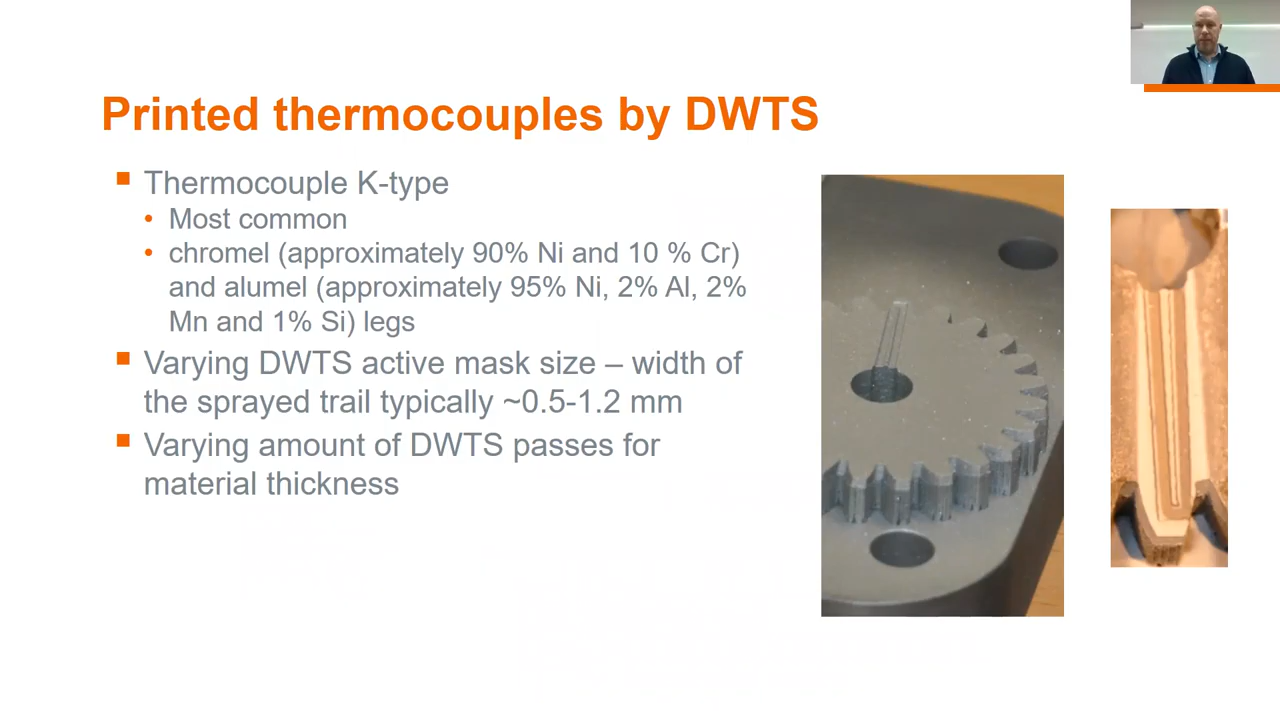 Printed thermocouples by DWTS
Thermocouple K-type
Most common
chromel (approximately 90% Ni and 10 % Cr)
and alumel (approximately 95% Ni, 2% Al, 2%
Mn and 1% Si) legs
Varying DWTS active mask size – width of
the sprayed trail typically ~0.5-1.2 mm
Varying amount of DWTS passes for
material thickness